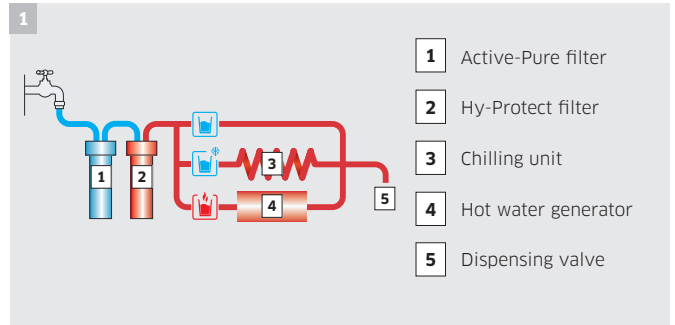 1
1 Active-Pure filter
2 Hy-Protect filter
3 Chilling unit
4 Hot water generator
5 Dispensing valve
1
2
3
4
5